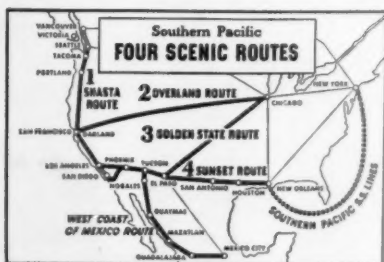 Southern Pacific
FOUR SCENIC ROUTES
VANCOUVER
VICTORIA
SEATTLE
TACOMA
PORTLAND
1
SHASTA
ROUTE
2 OVERLAND ROUTE
NEW YORK
CHICAGO
3 GOLDEN STATE ROUTE
SAN FRANCISCO
OAKLAND
4 SUNSET ROUTE
LOS ANGELES
PHOENIX
TUCSON
SAN DIEGO
EL PASO
NOGALES
SAN ANTONIO
HOUSTON
NEW ORLEANS
SOUTHERN PACIFIC S.S. LINES
WEST COAST
OF MEXICO ROUTE
GUAYMAS
MAZATLAN
GUADALAJARA
MEXICO CITY